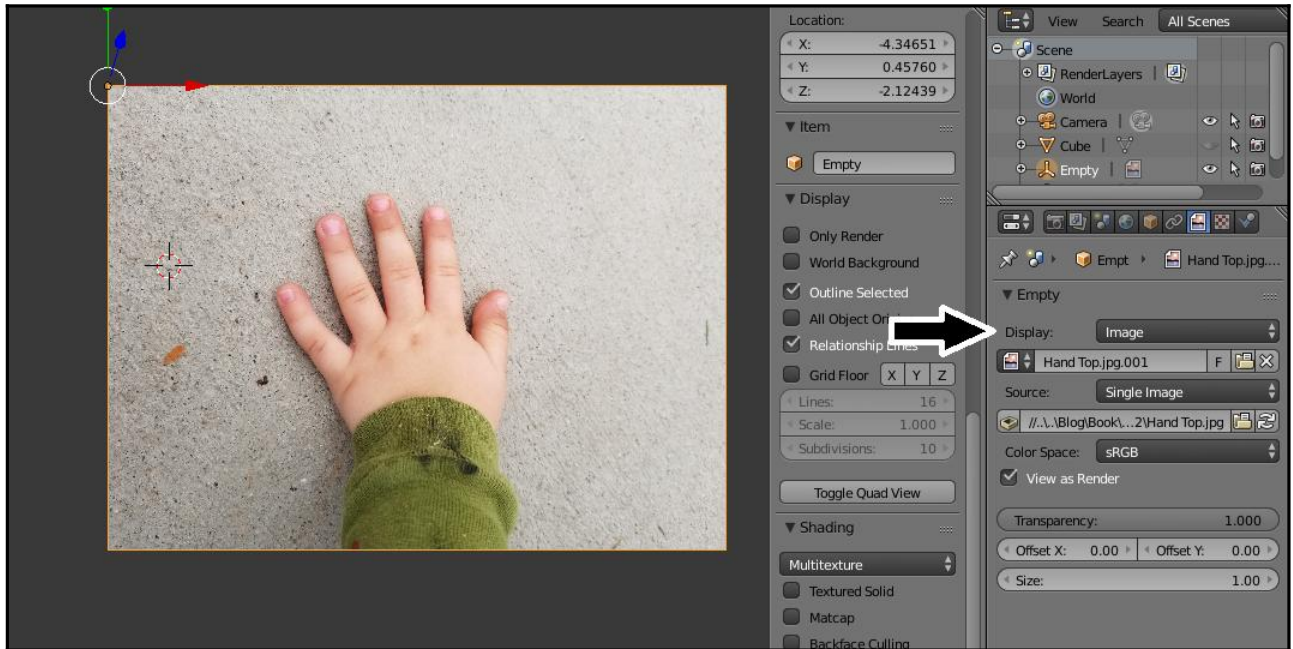 Location:
X: -4.34651
Y: 0.45760
Z: -2.12439
Item
Empty
Display
Only Render
World Background
Outline Selected
All Object
Relationship
Grid Floor X Y Z
Lines: 16
Scale: 1.000
Subdivisions: 10
Toggle Quad View
Shading
Multitexture
Textured Solid
Matcap
Backface Culling
View Search All Scenes
Scene
RenderLayers |
World
Camera |
Cube |
Empty |
Empt Hand Top.jpg....
Empty
Display: Image
Hand Top.jpg.001 F
Source: Single Image
//..\..\Blog\Book\...2\Hand Top.jpg
Color Space: sRGB
View as Render
Transparency: 1.000
Offset X: 0.00 Offset Y: 0.00
Size: 1.00